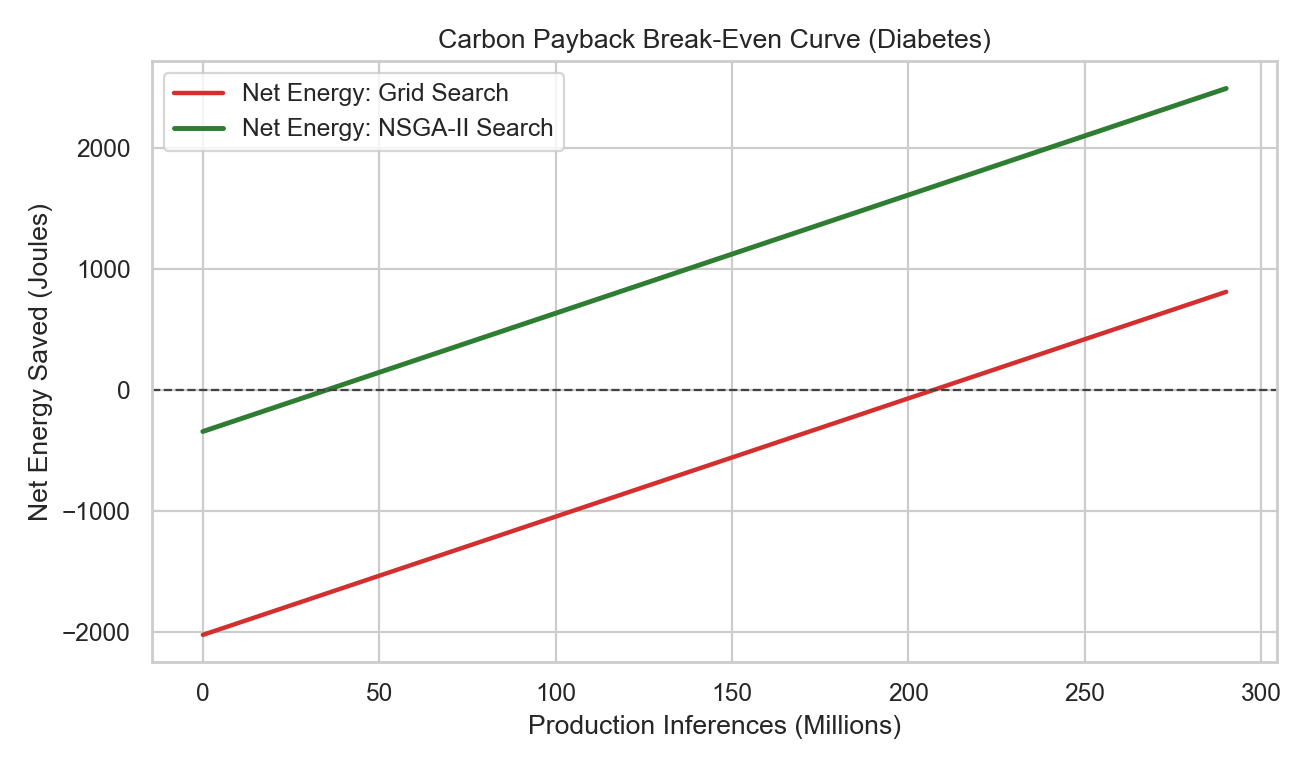 Carbon Payback Break-Even Curve (Diabetes)
Net Energy: Grid Search
Net Energy: NSGA-II Search
Net Energy Saved (Joules)
2000
1000
0
−1000
−2000
0 50 100 150 200 250 300
Production Inferences (Millions)